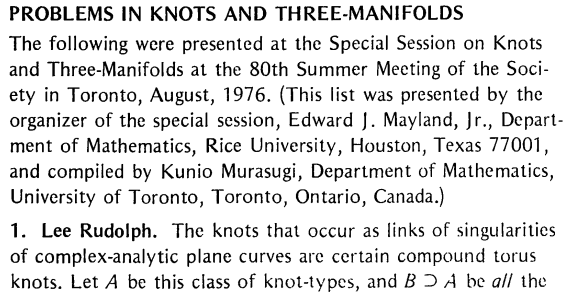 PROBLEMS IN KNOTS AND THREE-MANIFOLDS
The following were presented at the Special Session on Knots
and Three-Manifolds at the 80th Summer Meeting of the Soci-
ety in Toronto, August, 1976. (This list was presented by the
organizer of the special session, Edward J. Mayland, Jr., Depart-
ment of Mathematics, Rice University, Houston, Texas 77001,
and compiled by Kunio Murasugi, Department of Mathematics,
University of Toronto, Toronto, Ontario, Canada.)
1. Lee Rudolph. The knots that occur as links of singularities
of complex-analytic plane curves are certain compound torus
knots. Let A be this class of knot-types, and B ⊃ A be all the